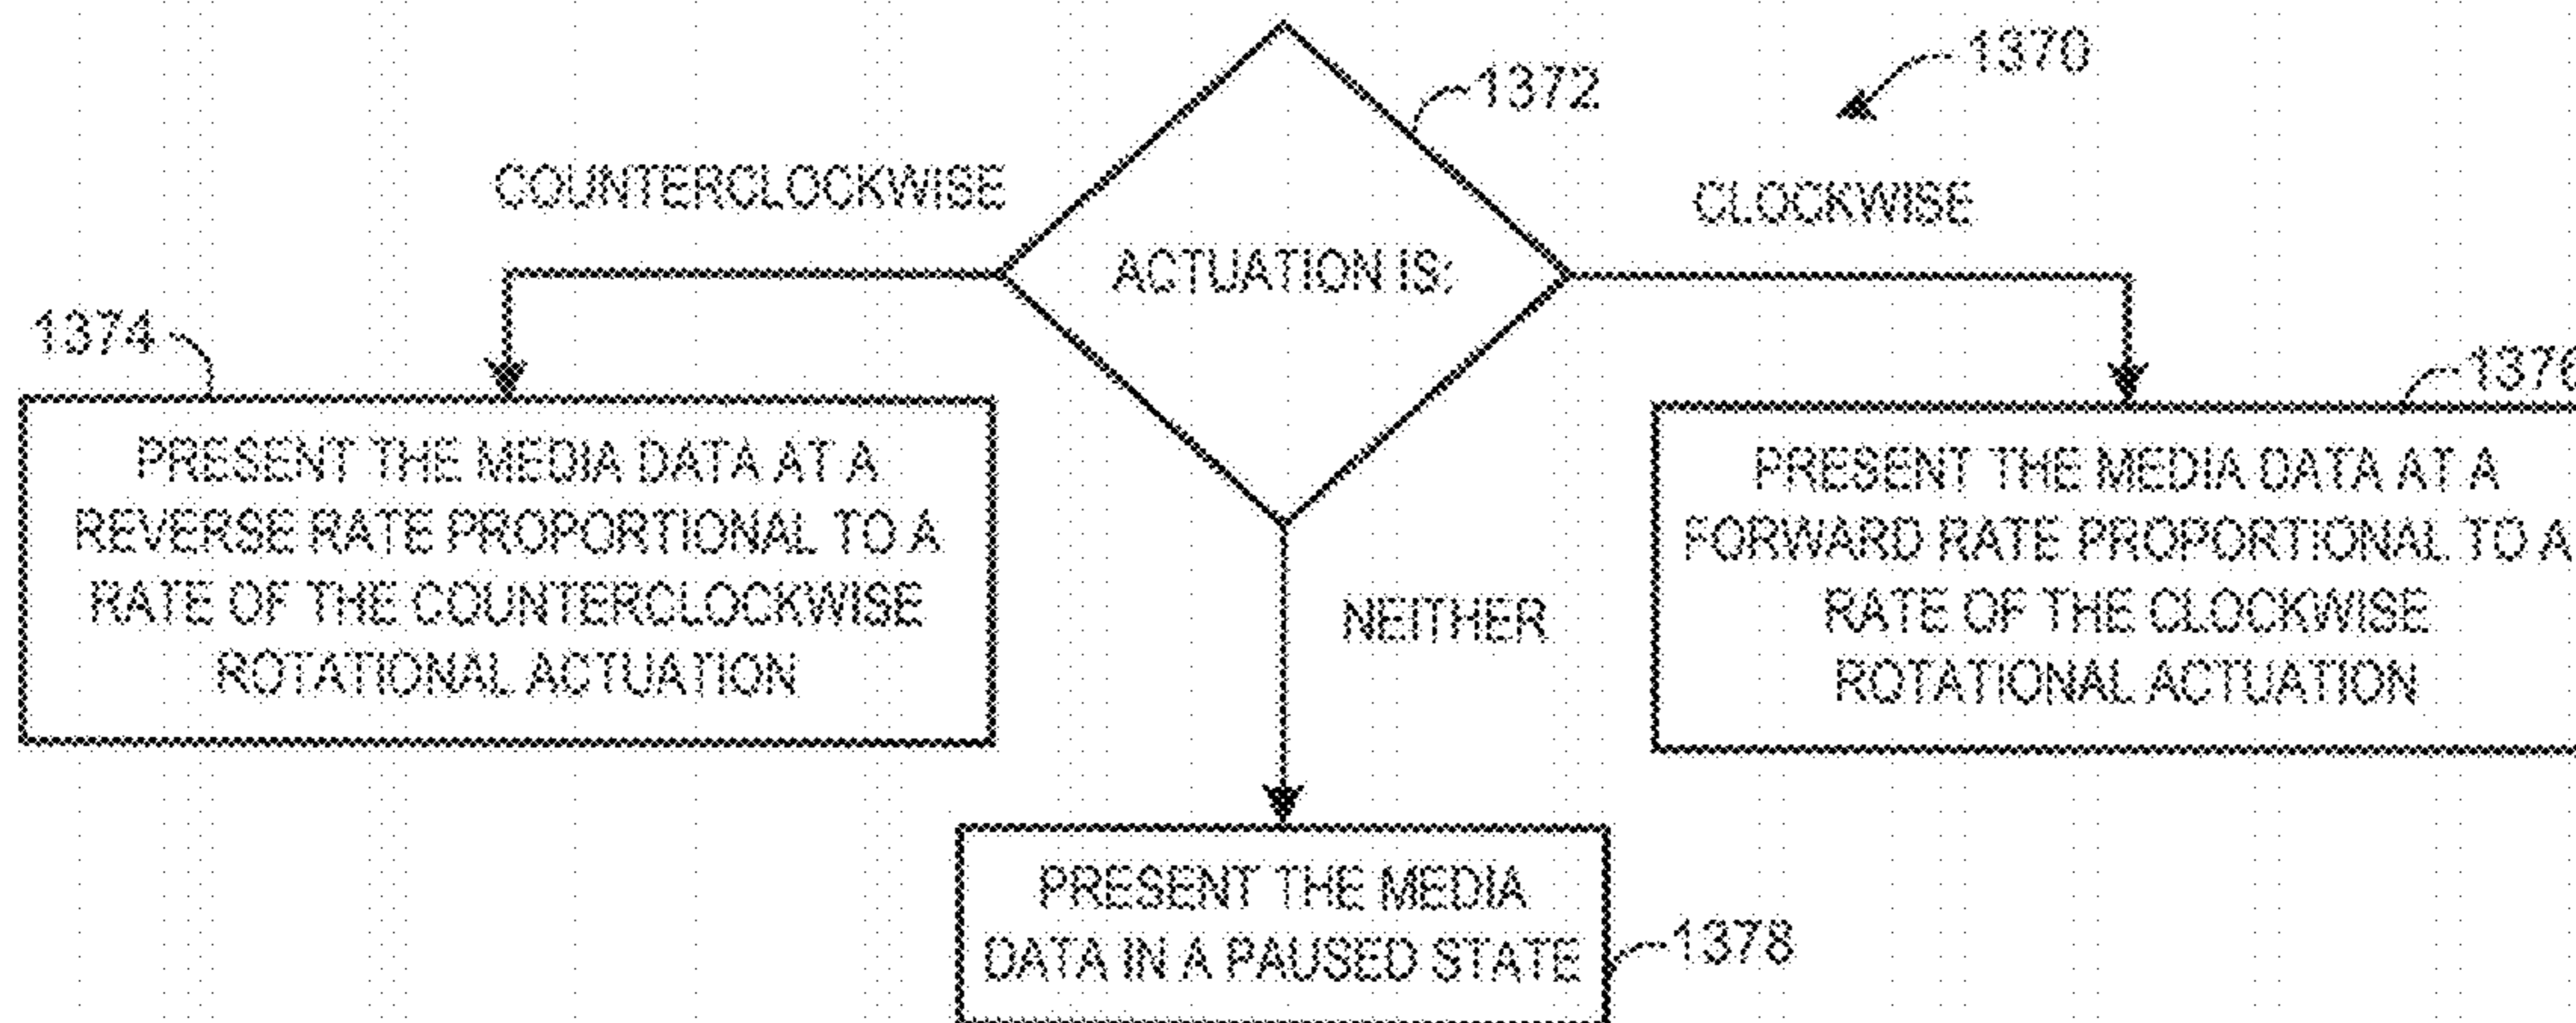 1370
1372
COUNTERCLOCKWISE
CLOCKWISE
ACTUATION IS:
1374
1376
PRESENT THE MEDIA DATA AT A
REVERSE RATE PROPORTIONAL TO A
RATE OF THE COUNTERCLOCKWISE
ROTATIONAL ACTUATION
PRESENT THE MEDIA DATA AT A
FORWARD RATE PROPORTIONAL TO A
RATE OF THE CLOCKWISE
ROTATIONAL ACTUATION
NEITHER
PRESENT THE MEDIA
DATA IN A PAUSED STATE
1378